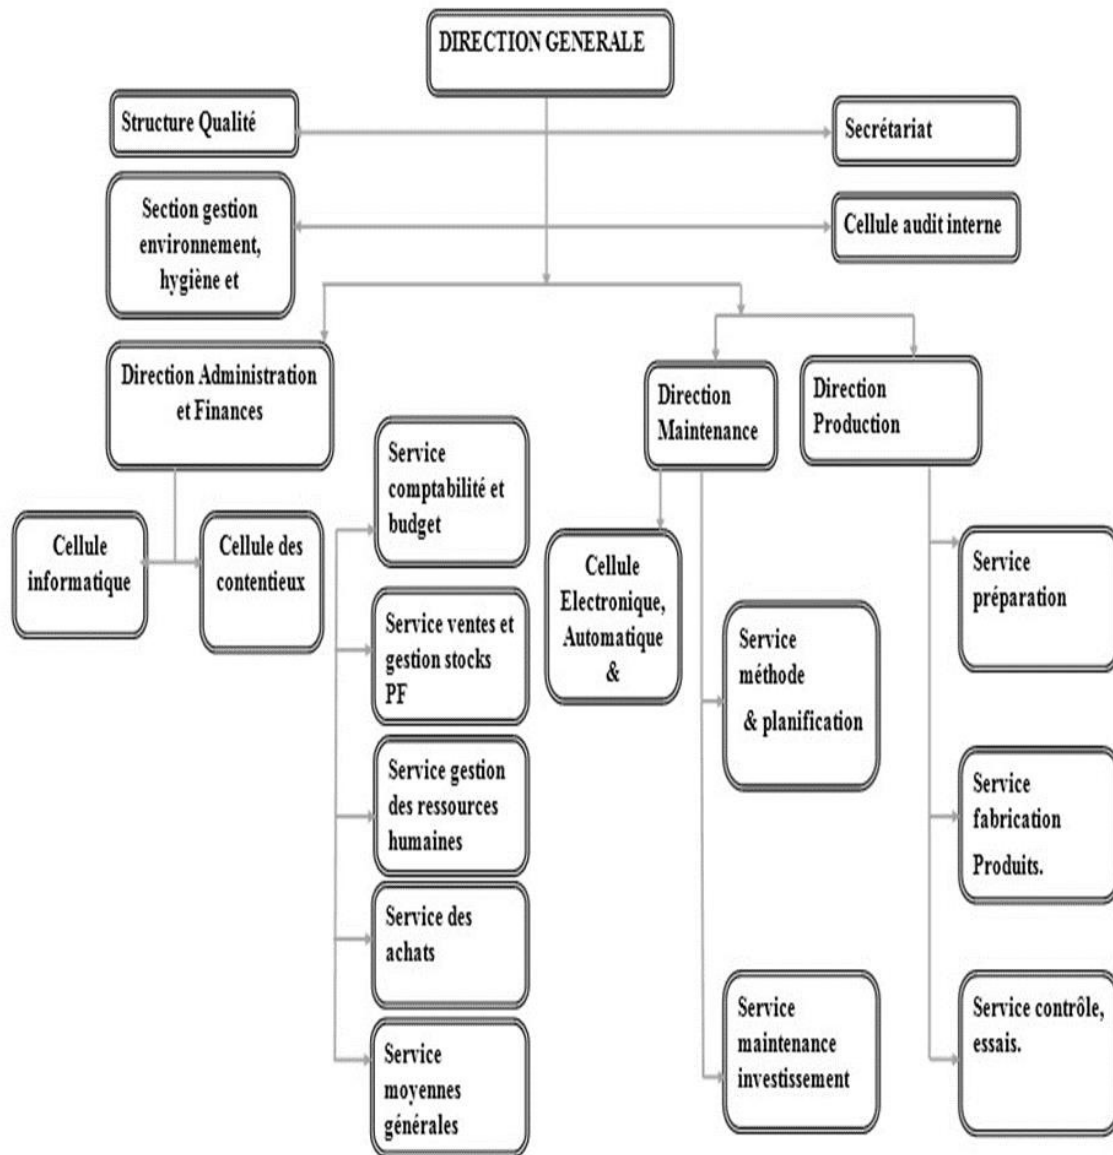 DIRECTION GENERALE
Structure Qualité
Secrétariat
Section gestion
environnement,
hygiène et
Cellule audit interne
Direction Administration
et Finances
Direction
Maintenance
Direction
Production
Cellule
informatique
Cellule des
contentieux
Service
comptabilité et
budget
Service ventes et
gestion stocks
PF
Service gestion
des ressources
humaines
Service des
achats
Service
moyennes
générales
Cellule
Electronique,
Automatique
&
Service
méthode
& planification
Service
maintenance
investissement
Service
préparation
Service
fabrication
Produits.
Service contrôle,
essais.